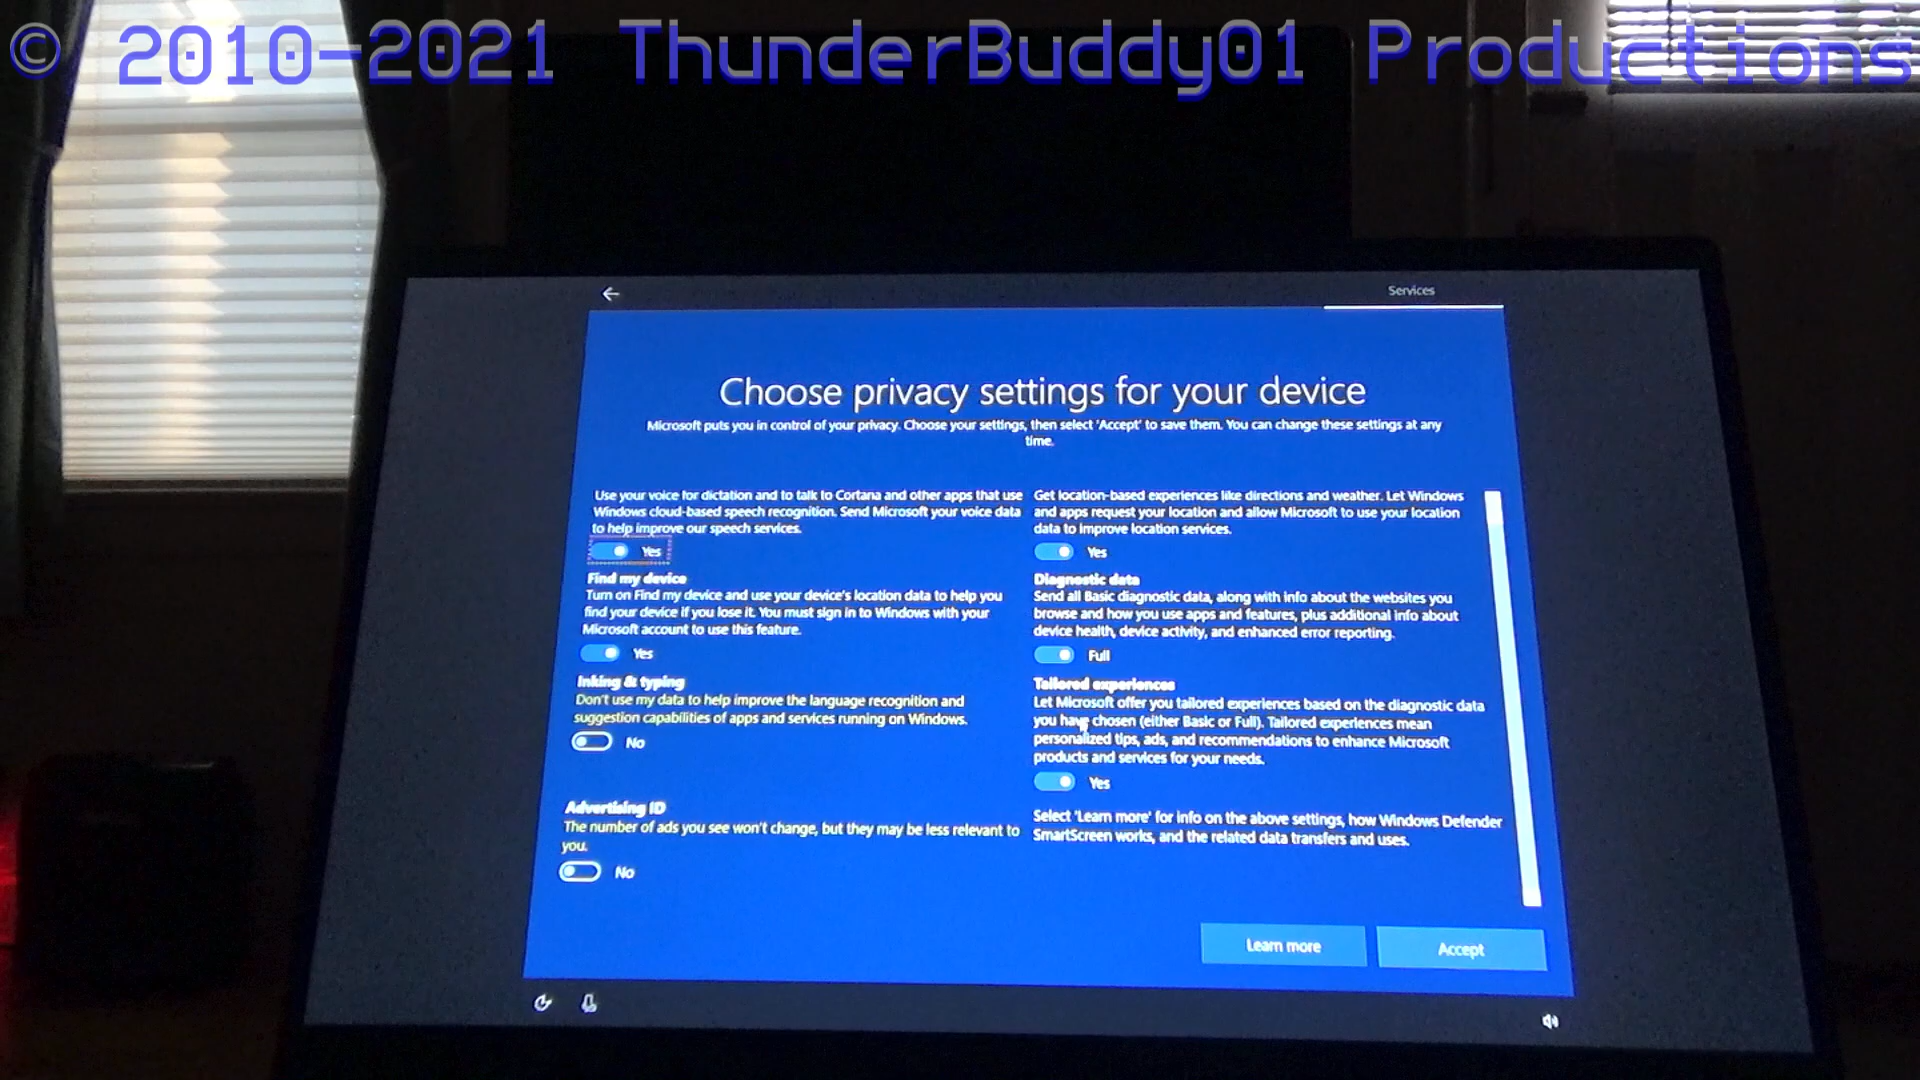 © 2010-2021 ThunderBuddy01 Productions
Services
Choose privacy settings for your device
Microsoft puts you in control of your privacy. Choose your settings, then select 'Accept' to save them. You can change these settings at any
time.
Use your voice for dictation and to talk to Cortana and other apps that use
Windows cloud-based speech recognition. Send Microsoft your voice data
to help improve our speech services.
Yes
Find my device
Turn on Find my device and use your device's location data to help you
find your device if you lose it. You must sign in to Windows with your
Microsoft account to use this feature.
Yes
Inking & typing
Don't use my data to help improve the language recognition and
suggestion capabilities of apps and services running on Windows.
No
Advertising ID
The number of ads you see won't change, but they may be less relevant to
you.
No
Get location-based experiences like directions and weather. Let Windows
and apps request your location and allow Microsoft to use your location
data to improve location services.
Yes
Diagnostic data
Send all Basic diagnostic data, along with info about the websites you
browse and how you use apps and features, plus additional info about
device health, device activity, and enhanced error reporting.
Full
Tailored experiences
Let Microsoft offer you tailored experiences based on the diagnostic data
you have chosen (either Basic or Full). Tailored experiences mean
personalized tips, ads, and recommendations to enhance Microsoft
products and services for your needs.
Yes
Select 'Learn more' for info on the above settings, how Windows Defender
SmartScreen works, and the related data transfers and uses.
Learn more
Accept